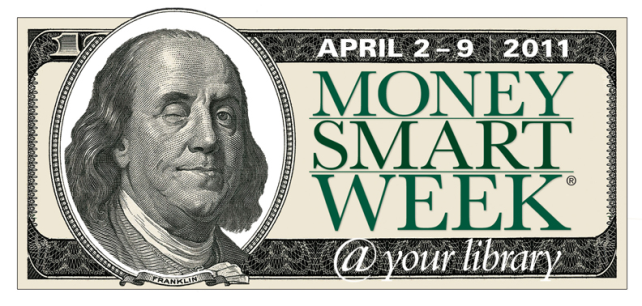 APRIL 2–9 | 2011
MONEY
SMART
WEEK®
@ your library
FRANKLIN